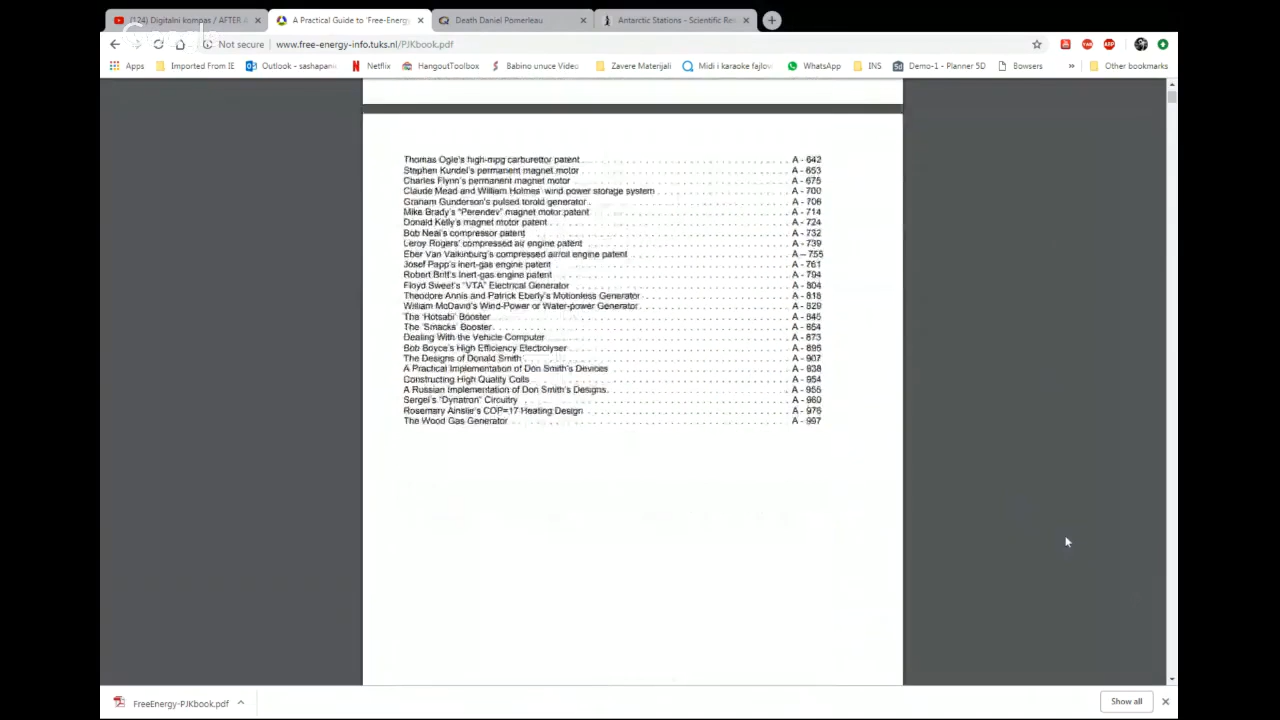 (124) Digitalni kompas / AFTER A
A Practical Guide to 'Free-Energy
Death Daniel Pomerleau
Antarctic Stations - Scientific Re
Google
Not secure
www.free-energy-info.tuks.nl/PJKbook.pdf
Apps
Imported From IE
Outlook - sashapane
Netflix
HangoutToolbox
Babino unuce Video
Zavere Materijali
Midi i karaoke fajlov
WhatsApp
INS
Demo-1 - Planner 5D
Bowsers
»
Other bookmarks
Thomas Ogle's high-mpg carburettor patent A - 642
Stephen Kundel's permanent magnet motor A - 653
Charles Flynn's permanent magnet motor A - 675
Claude Mead and William Holmes' wind power storage system A - 700
Graham Gunderson's pulsed toroid generator A - 706
Mike Brady's "Perendev" magnet motor patent A - 714
Donald Kelly's magnet motor patent A - 724
Bob Neal's compressor patent A - 732
Leroy Rogers' compressed air engine patent A - 739
Eber Van Valkinburg's compressed air/oil engine patent A – 755
Josef Papp's inert-gas engine patent A - 761
Robert Britt's Inert-gas engine patent A - 794
Floyd Sweet's "VTA" Electrical Generator A - 804
Theodore Annis and Patrick Eberly's Motionless Generator A - 815
William McDavid's Wind-Power or Water-power Generator A - 829
The 'Hotsabi' Booster A - 845
The 'Smacks' Booster A - 854
Dealing With the Vehicle Computer A - 873
Bob Boyce's High Efficiency Electrolyser A - 895
The Designs of Donald Smith A - 907
A Practical Implementation of Don Smith's Devices A - 938
Constructing High Quality Coils A - 954
A Russian Implementation of Don Smith's Designs A - 955
Sergei's "Dynatron" Circuitry A - 960
Rosemary Ainslie's COP=17 Heating Design A - 976
The Wood Gas Generator A - 997
FreeEnergy-PJKbook.pdf
Show all